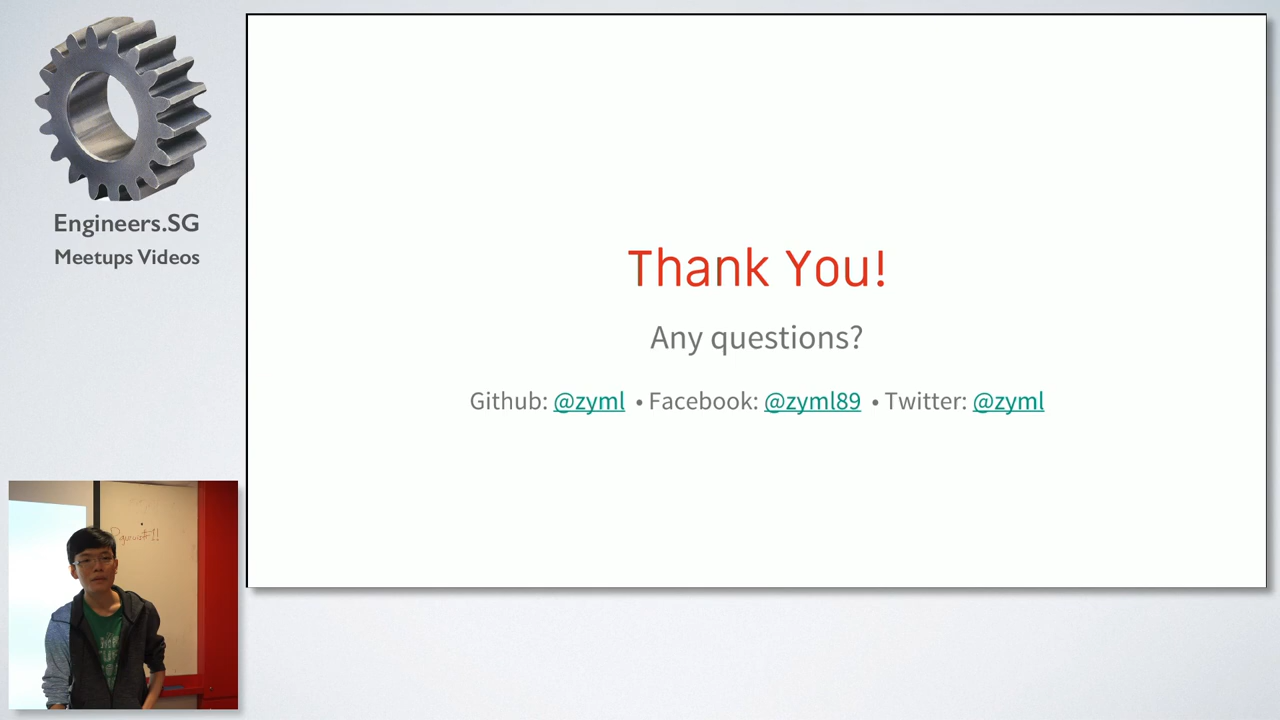 Engineers.SG
Meetups Videos
Thank You!
Any questions?
Github: @zyml • Facebook: @zyml89 • Twitter: @zyml